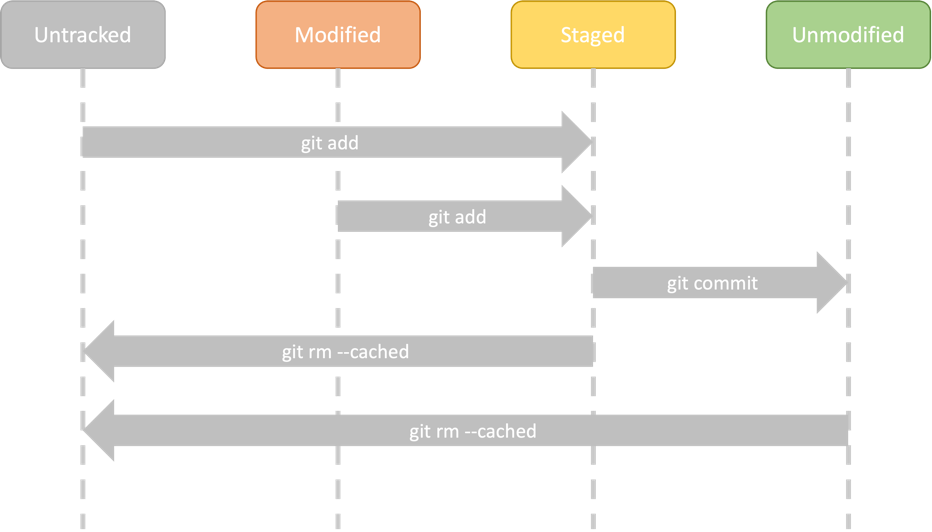 Untracked
Modified
Staged
Unmodified
git add
git add
git commit
git rm --cached
git rm --cached